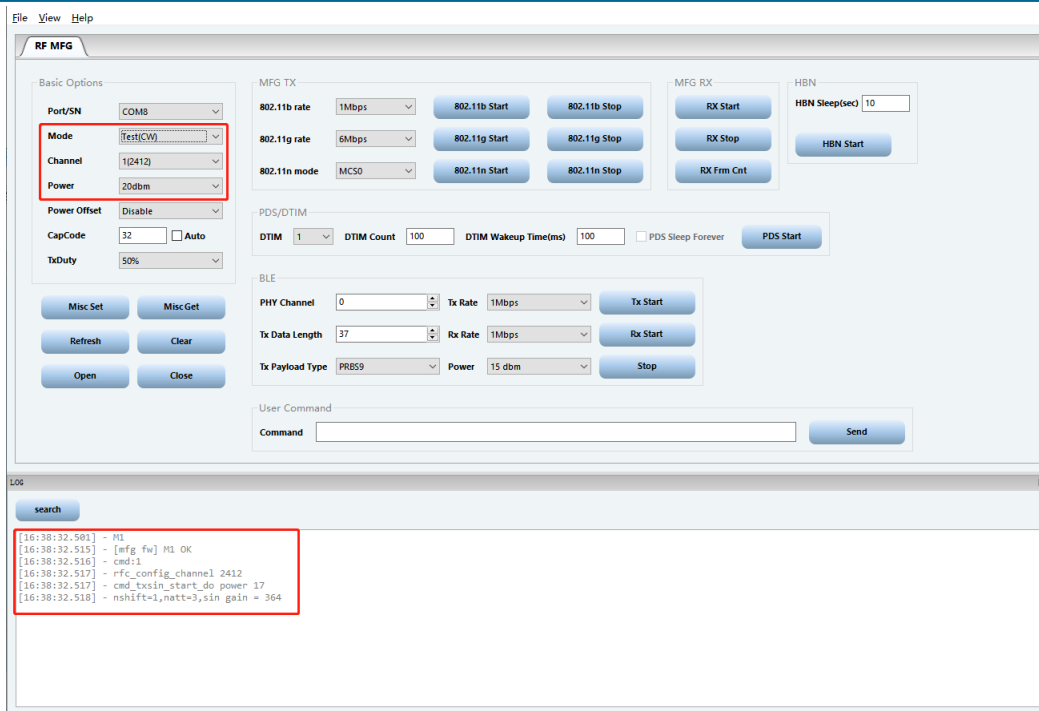 File View Help
RF MFG
Basic Options
Port/SN COM8
Mode Test(CW)
Channel 1(2412)
Power 20dbm
Power Offset Disable
CapCode 32 Auto
TxDuty 50%
Misc Set Misc Get
Refresh Clear
Open Close
MFG TX
802.11b rate 1Mbps 802.11b Start 802.11b Stop
802.11g rate 6Mbps 802.11g Start 802.11g Stop
802.11n mode MCS0 802.11n Start 802.11n Stop
MFG RX
RX Start
RX Stop
RX Frm Cnt
HBN
HBN Sleep(sec) 10
HBN Start
PDS/DTIM
DTIM 1 DTIM Count 100 DTIM Wakeup Time(ms) 100 PDS Sleep Forever PDS Start
BLE
PHY Channel 0 Tx Rate 1Mbps Tx Start
Tx Data Length 37 Rx Rate 1Mbps Rx Start
Tx Payload Type PRBS9 Power 15 dbm Stop
User Command
Command Send
LOG
search
[16:38:32.501] - M1
[16:38:32.515] - [mfg fw] M1 OK
[16:38:32.516] - cmd:1
[16:38:32.517] - rfc_config_channel 2412
[16:38:32.517] - cmd_txsin_start_do power 17
[16:38:32.518] - nshift=1,natt=3,sin gain = 364